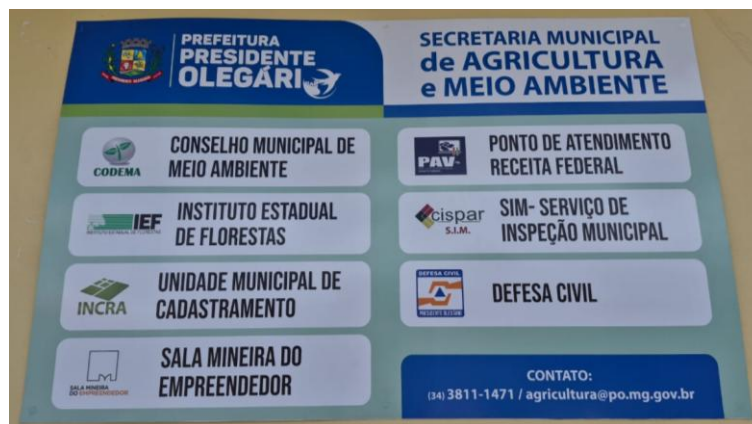 PREFEITURA
PRESIDENTE
OLEGÁRIO
SECRETARIA MUNICIPAL
de AGRICULTURA
e MEIO AMBIENTE
CODEMA
CONSELHO MUNICIPAL DE
MEIO AMBIENTE
IEF
INSTITUTO ESTADUAL
DE FLORESTAS
INCRA
UNIDADE MUNICIPAL DE
CADASTRAMENTO
SALA MINEIRA
DO EMPREENDEDOR
SALA MINEIRA DO
EMPREENDEDOR
PAV
PONTO DE ATENDIMENTO
RECEITA FEDERAL
cispar
S.I.M.
SIM- SERVIÇO DE
INSPEÇÃO MUNICIPAL
DEFESA CIVIL
PRESIDENTE OLEGÁRIO
DEFESA CIVIL
CONTATO:
(34) 3811-1471 / agricultura@po.mg.gov.br